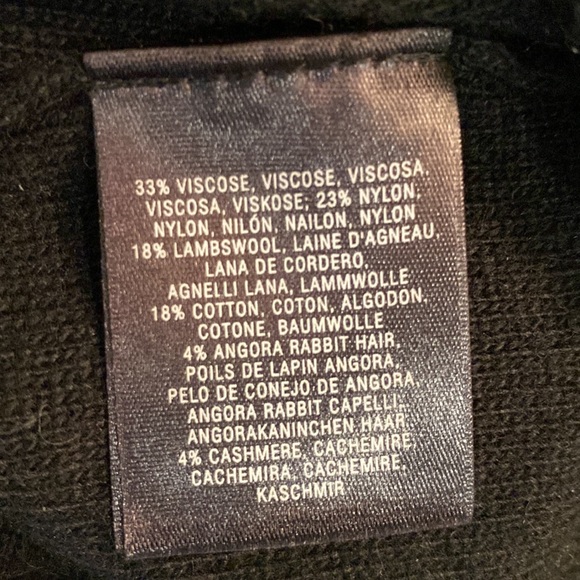 33% VISCOSE, VISCOSE, VISCOSA,
VISCOSA, VISKOSE; 23% NYLON,
NYLON, NILÓN, NAILON, NYLON
18% LAMBSWOOL, LAINE D'AGNEAU,
LANA DE CORDERO,
AGNELLI LANA, LAMMWOLLE
18% COTTON, COTON, ALGODON,
COTONE, BAUMWOLLE
4% ANGORA RABBIT HAIR,
POILS DE LAPIN ANGORA,
PELO DE CONEJO DE ANGORA,
ANGORA RABBIT CAPELLI,
ANGORAKANINCHEN HAAR
4% CASHMERE, CACHEMIRE,
CACHEMIRA, CACHEMIRE,
KASCHMIR